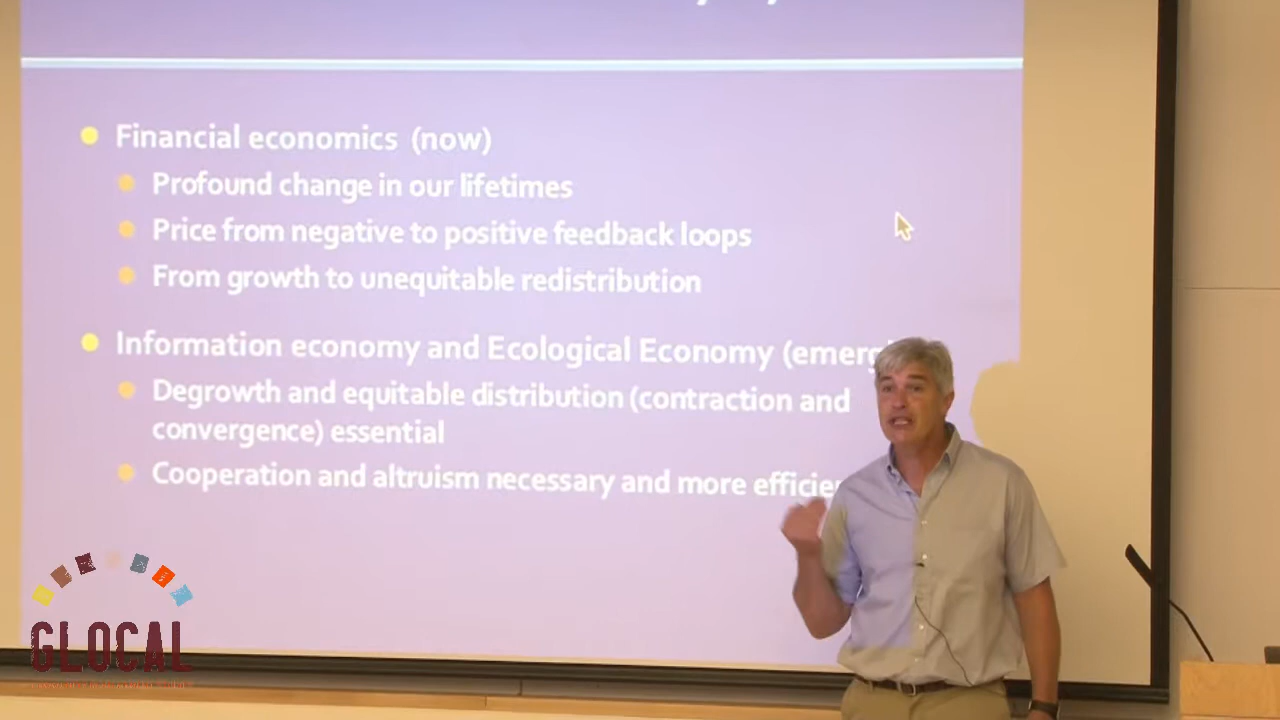 Financial economics (now)
Profound change in our lifetimes
Price from negative to positive feedback loops
From growth to unequitable redistribution
Information economy and Ecological Economy
Degrowth and equitable distribution (contraction and
convergence) essential
Cooperation and altruism necessary and more
GLOCAL